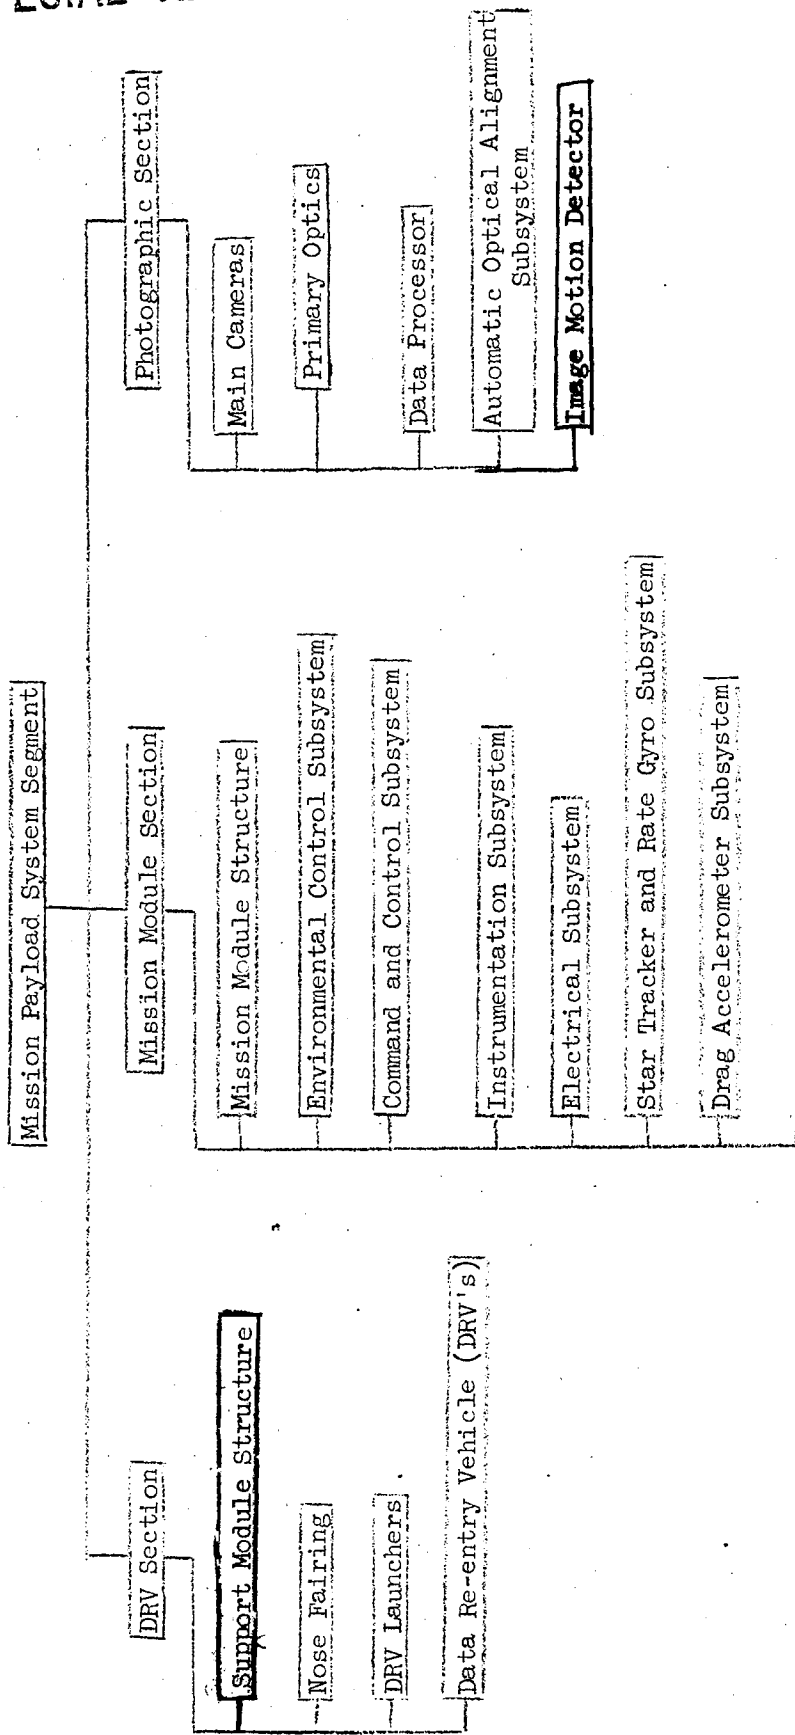 Mission Payload System Segment
DRV Section
Support Module Structure
Nose Fairing
DRV Launchers
Data Re-entry Vehicle (DRV's)
Mission Module Section
Mission Module Structure
Environmental Control Subsystem
Command and Control Subsystem
Instrumentation Subsystem
Electrical Subsystem
Star Tracker and Rate Gyro Subsystem
Drag Accelerometer Subsystem
Photographic Section
Main Cameras
Primary Optics
Data Processor
Automatic Optical Alignment
Subsystem
Image Motion Detector